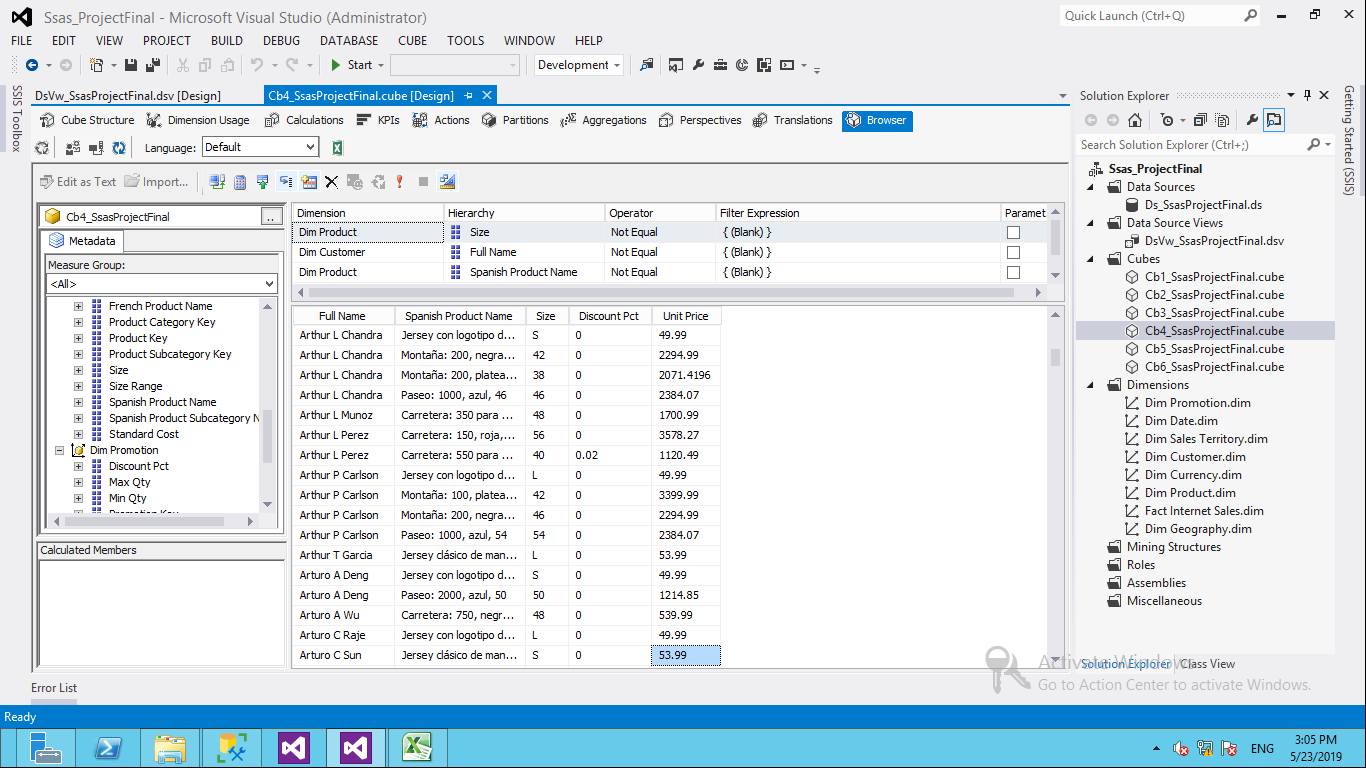 Ssas_ProjectFinal - Microsoft Visual Studio (Administrator)
Quick Launch (Ctrl+Q)
FILE EDIT VIEW PROJECT BUILD DEBUG DATABASE CUBE TOOLS WINDOW HELP
Start Development
SSIS Toolbox
DsVw_SsasProjectFinal.dsv [Design] Cb4_SsasProjectFinal.cube [Design]
Cube Structure Dimension Usage Calculations KPIs Actions Partitions Aggregations Perspectives Translations Browser
Language: Default
Edit as Text Import...
Cb4_SsasProjectFinal ..
Metadata
Measure Group:
<All>
French Product Name
Product Category Key
Product Key
Product Subcategory Key
Size
Size Range
Spanish Product Name
Spanish Product Subcategory N
Standard Cost
Dim Promotion
Discount Pct
Max Qty
Min Qty
Calculated Members
Dimension Hierarchy Operator Filter Expression Paramet
Dim Product Size Not Equal { (Blank) }
Dim Customer Full Name Not Equal { (Blank) }
Dim Product Spanish Product Name Not Equal { (Blank) }
Full Name Spanish Product Name Size Discount Pct Unit Price
Arthur L Chandra Jersey con logotipo d... S 0 49.99
Arthur L Chandra Montaña: 200, negra... 42 0 2294.99
Arthur L Chandra Montaña: 200, platea... 38 0 2071.4196
Arthur L Chandra Paseo: 1000, azul, 46 46 0 2384.07
Arthur L Munoz Carretera: 350 para ... 48 0 1700.99
Arthur L Perez Carretera: 150, roja,... 56 0 3578.27
Arthur L Perez Carretera: 550 para ... 40 0.02 1120.49
Arthur P Carlson Jersey con logotipo d... L 0 49.99
Arthur P Carlson Montaña: 100, platea... 42 0 3399.99
Arthur P Carlson Montaña: 200, negra... 46 0 2294.99
Arthur P Carlson Paseo: 1000, azul, 54 54 0 2384.07
Arthur T Garcia Jersey clásico de man... L 0 53.99
Arturo A Deng Jersey con logotipo d... S 0 49.99
Arturo A Deng Paseo: 2000, azul, 50 50 0 1214.85
Arturo A Wu Carretera: 750, negr... 48 0 539.99
Arturo C Raje Jersey con logotipo d... L 0 49.99
Arturo C Sun Jersey clásico de man... S 0 53.99
Solution Explorer
Search Solution Explorer (Ctrl+;)
Ssas_ProjectFinal
Data Sources
Ds_SsasProjectFinal.ds
Data Source Views
DsVw_SsasProjectFinal.dsv
Cubes
Cb1_SsasProjectFinal.cube
Cb2_SsasProjectFinal.cube
Cb3_SsasProjectFinal.cube
Cb4_SsasProjectFinal.cube
Cb5_SsasProjectFinal.cube
Cb6_SsasProjectFinal.cube
Dimensions
Dim Promotion.dim
Dim Date.dim
Dim Sales Territory.dim
Dim Customer.dim
Dim Currency.dim
Dim Product.dim
Fact Internet Sales.dim
Dim Geography.dim
Mining Structures
Roles
Assemblies
Miscellaneous
Getting Started (SSIS)
Solution Explorer Class View
Activate Windows
Go to Action Center to activate Windows.
Error List
Ready
ENG
3:05 PM
5/23/2019